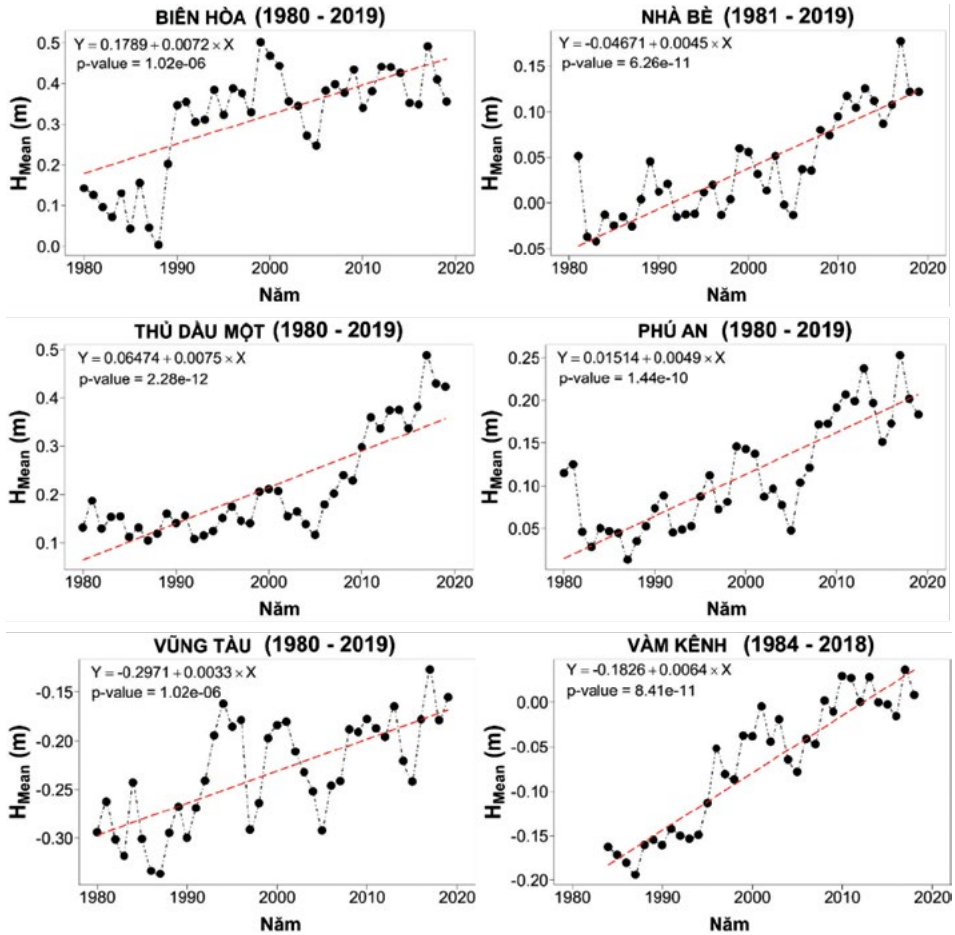 BIÊN HÒA (1980 - 2019)
Y = 0.1789 + 0.0072 × X
p-value = 1.02e-06
0.5
0.4
0.3
0.2
0.1
0.0
H_Mean (m)
1980 1990 2000 2010 2020
Năm
NHÀ BÈ (1981 - 2019)
Y = -0.04671 + 0.0045 × X
p-value = 6.26e-11
0.15
0.10
0.05
0.00
-0.05
H_Mean (m)
1980 1990 2000 2010 2020
Năm
THỦ DẦU MỘT (1980 - 2019)
Y = 0.06474 + 0.0075 × X
p-value = 2.28e-12
0.5
0.4
0.3
0.2
0.1
H_Mean (m)
1980 1990 2000 2010 2020
Năm
PHÚ AN (1980 - 2019)
Y = 0.01514 + 0.0049 × X
p-value = 1.44e-10
0.25
0.20
0.15
0.10
0.05
H_Mean (m)
1980 1990 2000 2010 2020
Năm
VŨNG TÀU (1980 - 2019)
Y = -0.2971 + 0.0033 × X
p-value = 1.02e-06
-0.15
-0.20
-0.25
-0.30
H_Mean (m)
1980 1990 2000 2010 2020
Năm
VÀM KÊNH (1984 - 2018)
Y = -0.1826 + 0.0064 × X
p-value = 8.41e-11
0.00
-0.05
-0.10
-0.15
-0.20
H_Mean (m)
1980 1990 2000 2010 2020
Năm